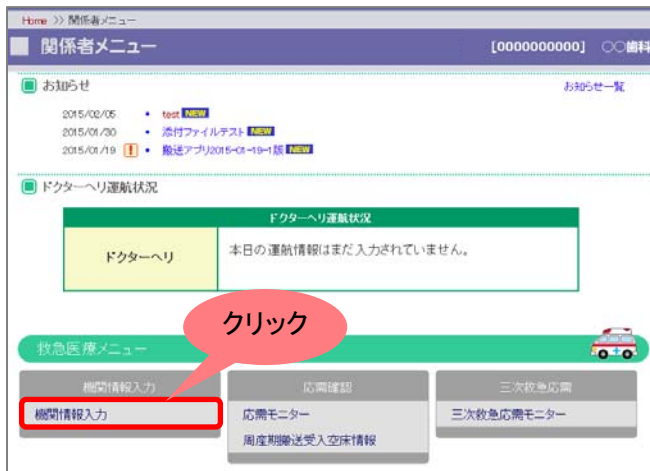 Home >> 関係者メニュー
関係者メニュー [0000000000] 〇〇歯科
お知らせ お知らせ一覧
2015/02/05 • test NEW
2015/01/30 • 添付ファイルテスト NEW
2015/01/19 ! • 搬送アプリ2015-01-19-1版 NEW
ドクターヘリ運航状況
ドクターヘリ運航状況
ドクターヘリ 本日の運航情報はまだ入力されていません。
クリック
救急医療メニュー
機関情報入力 応需確認 三次救急応需
機関情報入力 応需モニター 三次救急応需モニター
周産期搬送受入空床情報